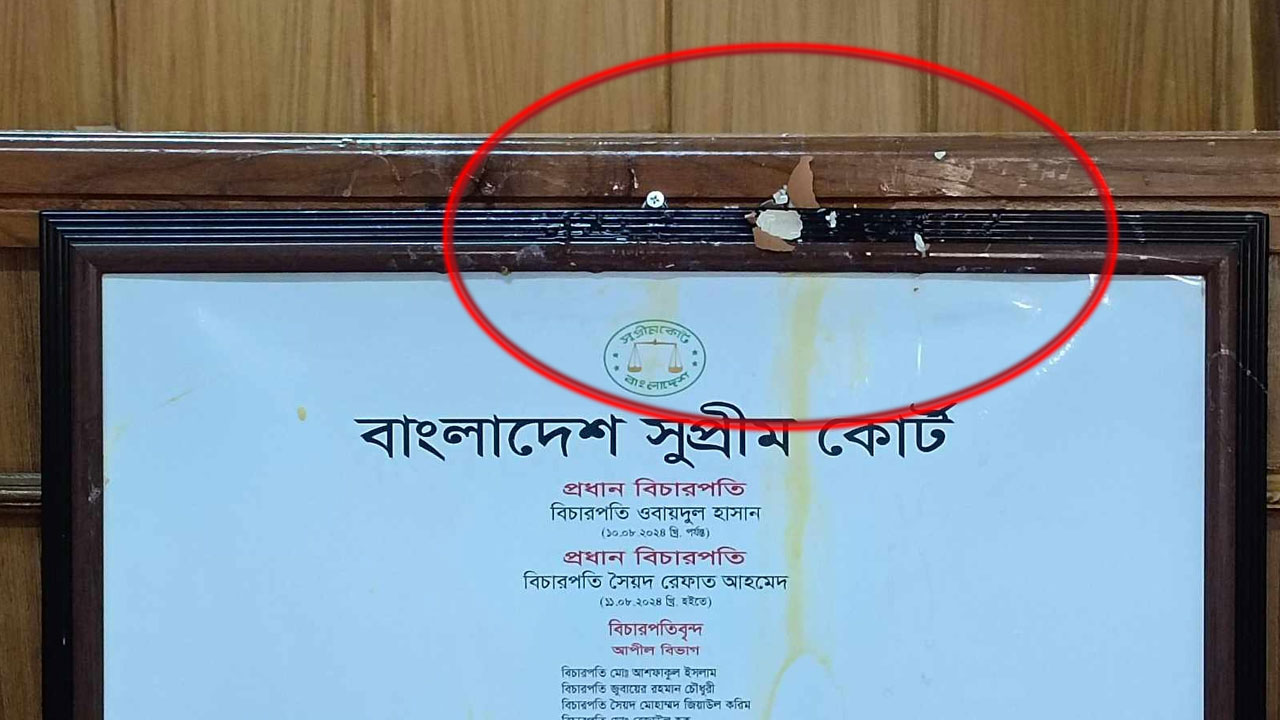 সুপ্রীমকোর্ট
বাংলাদেশ
বাংলাদেশ সুপ্রীম কোর্ট
প্রধান বিচারপতি
বিচারপতি ওবায়দুল হাসান
(১০.০৮.২০২৪ খ্রি. পর্যন্ত)
প্রধান বিচারপতি
বিচারপতি সৈয়দ রেফাত আহমেদ
(১১.০৮.২০২৪ খ্রি. হইতে)
বিচারপতিবৃন্দ
আপীল বিভাগ
বিচারপতি মোঃ আশফাকুল ইসলাম
বিচারপতি জুবায়ের রহমান চৌধুরী
বিচারপতি সৈয়দ মোহাম্মদ জিয়াউল করিম